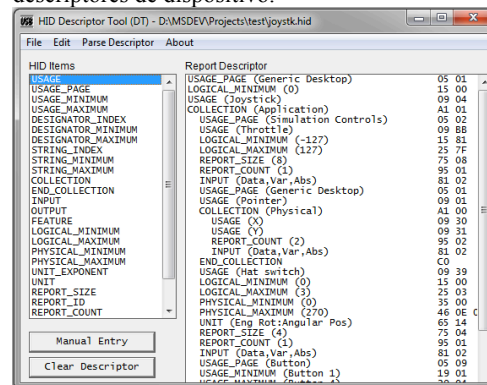 descriptores de dispositivo.
HID Descriptor Tool (DT) - D:\MSDEV\Projects\test\joystk.hid
File Edit Parse Descriptor About
HID Items
USAGE
USAGE_PAGE
USAGE_MINIMUM
USAGE_MAXIMUM
DESIGNATOR_INDEX
DESIGNATOR_MINIMUM
DESIGNATOR_MAXIMUM
STRING_INDEX
STRING_MINIMUM
STRING_MAXIMUM
COLLECTION
END_COLLECTION
INPUT
OUTPUT
FEATURE
LOGICAL_MINIMUM
LOGICAL_MAXIMUM
PHYSICAL_MINIMUM
PHYSICAL_MAXIMUM
UNIT_EXPONENT
UNIT
REPORT_SIZE
REPORT_ID
REPORT_COUNT
Manual Entry
Clear Descriptor
Report Descriptor
USAGE_PAGE (Generic Desktop) 05 01
LOGICAL_MINIMUM (0) 15 00
USAGE (Joystick) 09 04
COLLECTION (Application) A1 01
USAGE_PAGE (Simulation Controls) 05 02
USAGE (Throttle) 09 BB
LOGICAL_MINIMUM (-127) 15 81
LOGICAL_MAXIMUM (127) 25 7F
REPORT_SIZE (8) 75 08
REPORT_COUNT (1) 95 01
INPUT (Data,Var,Abs) 81 02
USAGE_PAGE (Generic Desktop) 05 01
USAGE (Pointer) 09 01
COLLECTION (Physical) A1 00
USAGE (X) 09 30
USAGE (Y) 09 31
REPORT_COUNT (2) 95 02
INPUT (Data,Var,Abs) 81 02
END_COLLECTION C0
USAGE (Hat switch) 09 39
LOGICAL_MINIMUM (0) 15 00
LOGICAL_MAXIMUM (3) 25 03
PHYSICAL_MINIMUM (0) 35 00
PHYSICAL_MAXIMUM (270) 46 0E
UNIT (Eng Rot:Angular Pos) 65 14
REPORT_SIZE (4) 75 04
REPORT_COUNT (1) 95 01
INPUT (Data,Var,Abs) 81 02
USAGE_PAGE (Button) 05 09
USAGE_MINIMUM (Button 1) 19 01